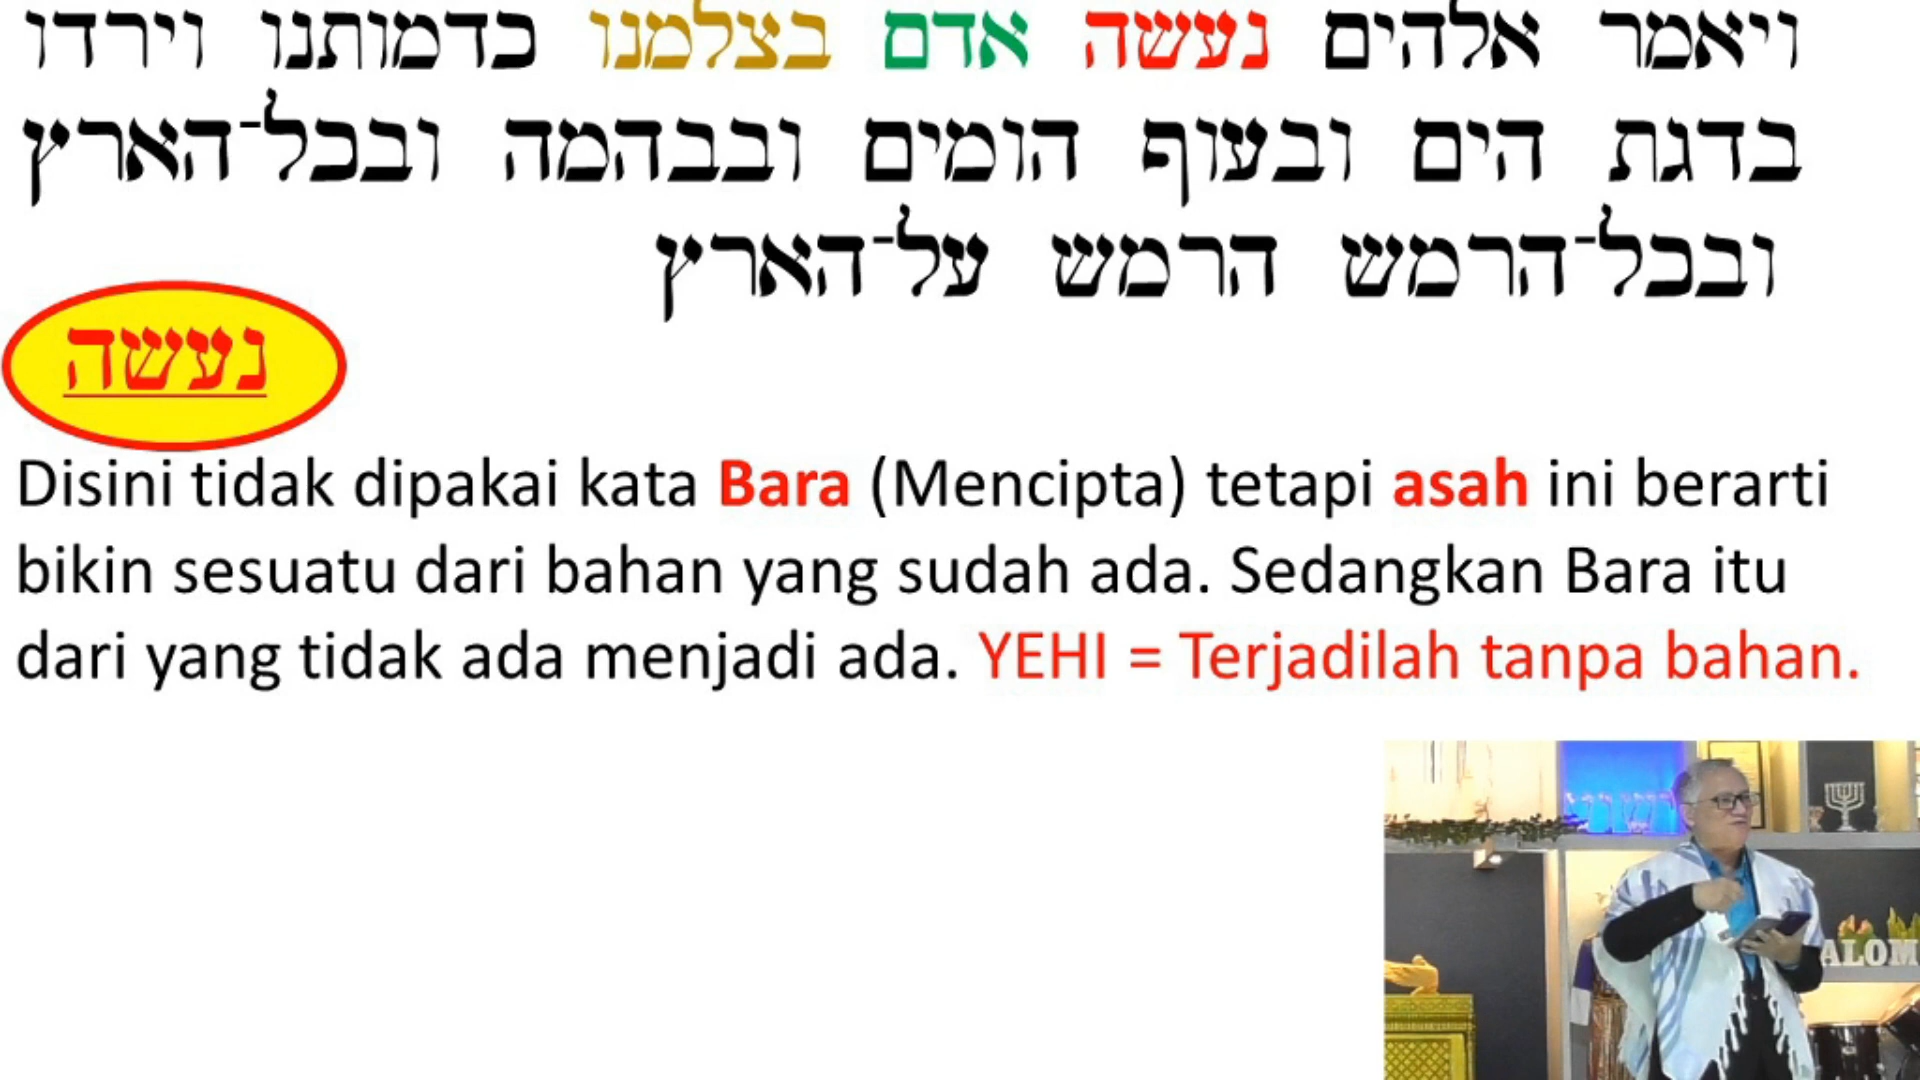 ויאמר אלהים נעשה אדם בצלמנו כדמותנו וירדו
בדגת הים ובעוף הומים ובבהמה ובכל־הארץ
ובכל־הרמש הרמש על־הארץ
נעשה
Disini tidak dipakai kata Bara (Mencipta) tetapi asah ini berarti
bikin sesuatu dari bahan yang sudah ada. Sedangkan Bara itu
dari yang tidak ada menjadi ada. YEHI = Terjadilah tanpa bahan.
ALOM